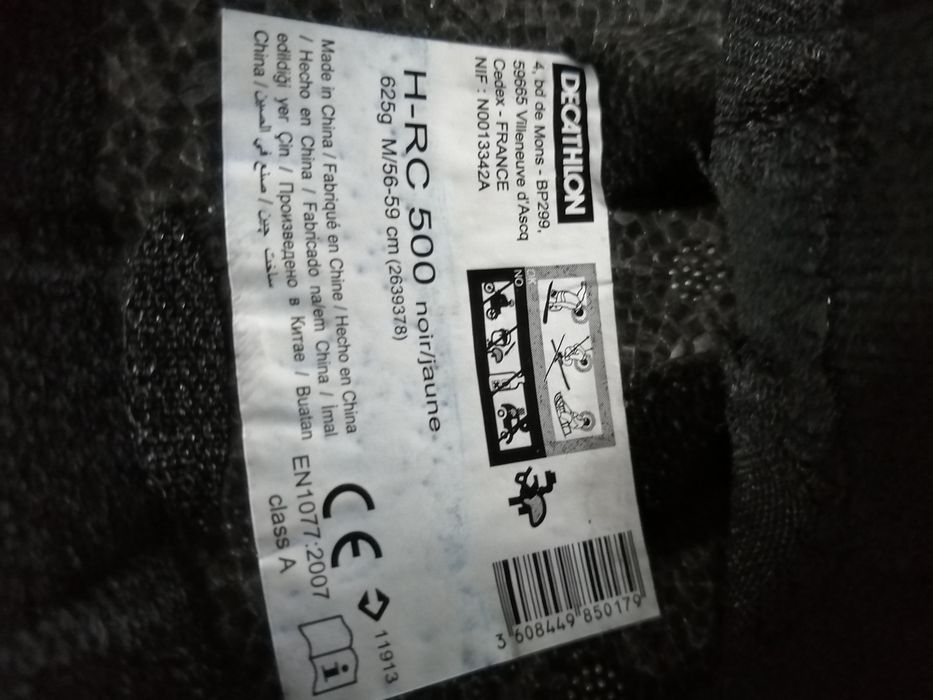 DECATHLON
4, bd de Mons - BP299,
59665 Villeneuve d'Ascq
Cedex - FRANCE
NIF : N0013342A
OK
NO
3 608449 850179
H-RC 500 noir/jaune
625g M/56-59 cm (2639378)
Made in China / Fabriqué en Chine / Hecho en China
/ Hecho en China / Fabricado na/em China / İmal
edildiği yer Çin / Произведено в Китае / Buatan
China / صنع في الصين / ساخت چین
CE
11913
EN1077:2007
class A
i